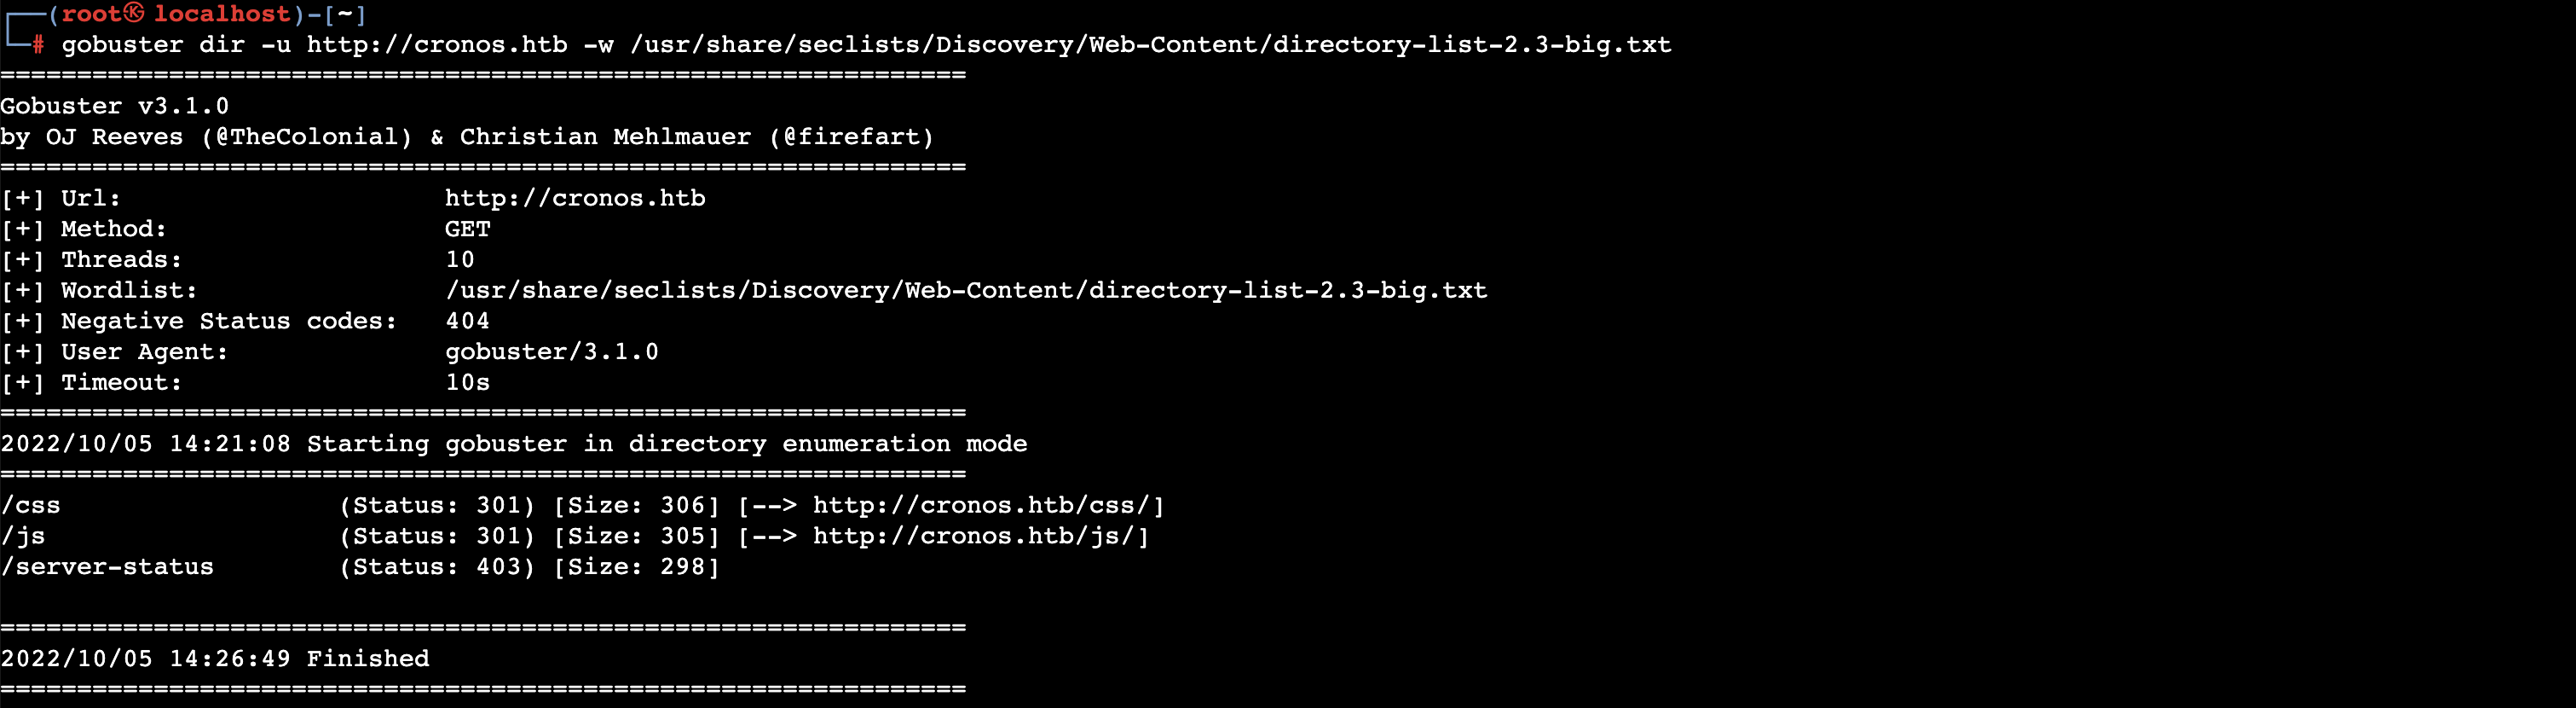 ┌──(root㉿ localhost)-[~]
└─# gobuster dir -u http://cronos.htb -w /usr/share/seclists/Discovery/Web-Content/directory-list-2.3-big.txt
===============================================================
Gobuster v3.1.0
by OJ Reeves (@TheColonial) & Christian Mehlmauer (@firefart)
===============================================================
[+] Url:                     http://cronos.htb
[+] Method:                  GET
[+] Threads:                 10
[+] Wordlist:                /usr/share/seclists/Discovery/Web-Content/directory-list-2.3-big.txt
[+] Negative Status codes:   404
[+] User Agent:              gobuster/3.1.0
[+] Timeout:                 10s
===============================================================
2022/10/05 14:21:08 Starting gobuster in directory enumeration mode
===============================================================
/css                  (Status: 301) [Size: 306] [--> http://cronos.htb/css/]
/js                   (Status: 301) [Size: 305] [--> http://cronos.htb/js/]
/server-status        (Status: 403) [Size: 298]
===============================================================
2022/10/05 14:26:49 Finished
===============================================================